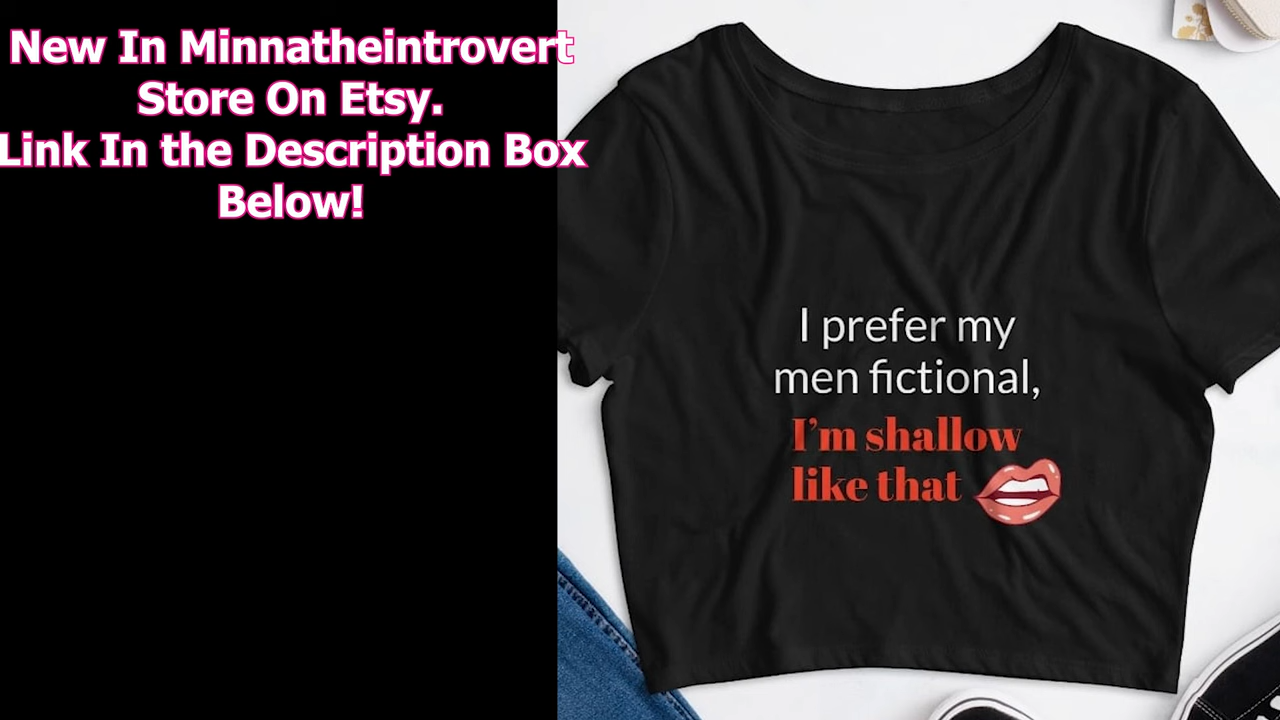 New In Minnatheintrovert
Store On Etsy.
Link In the Description Box
Below!
I prefer my
men fictional,
I'm shallow
like that